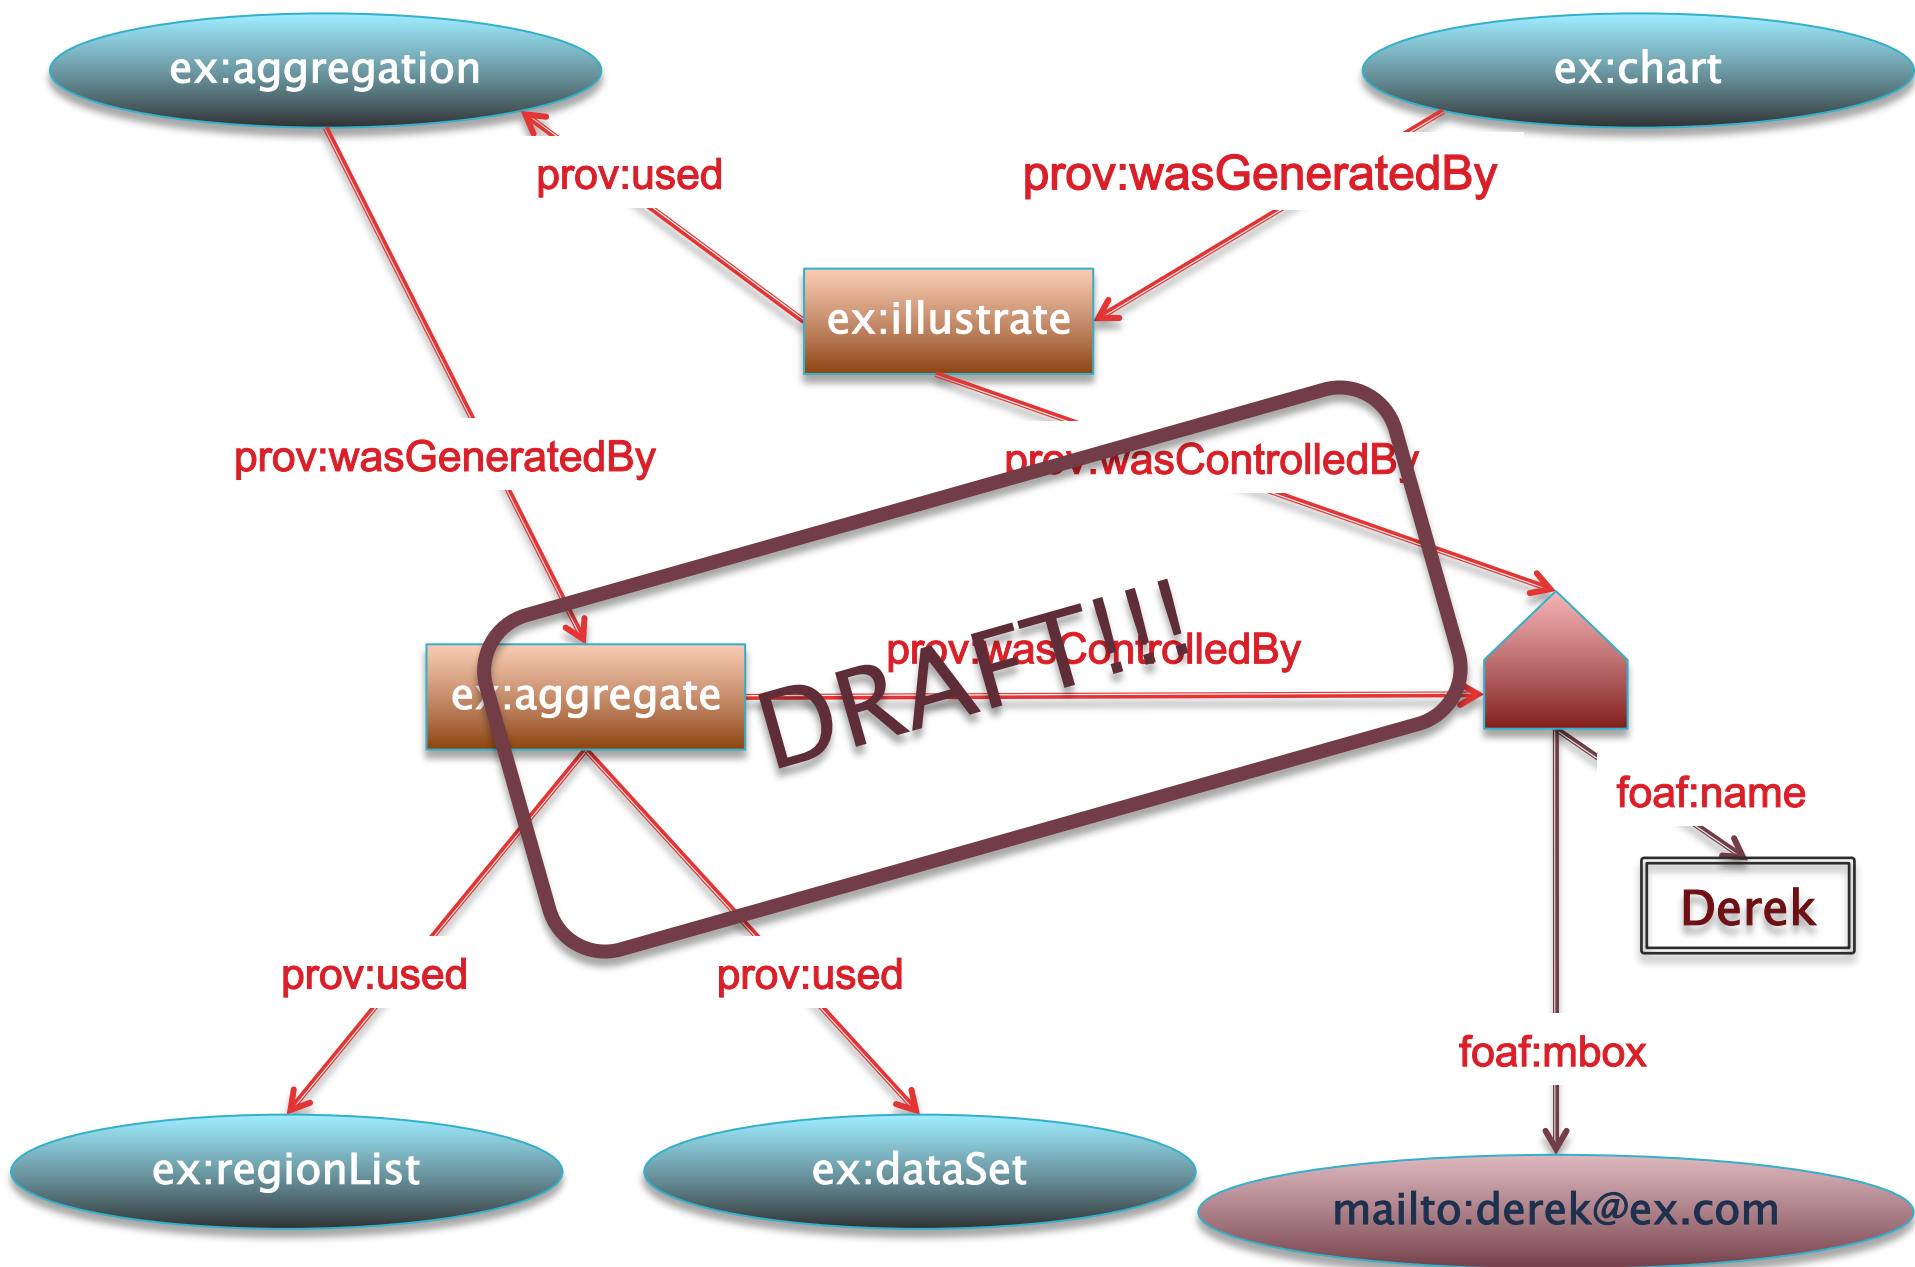 ex:aggregation
ex:chart
prov:used
prov:wasGeneratedBy
ex:illustrate
prov:wasGeneratedBy
prov:wasControlledBy
DRAFT!!!
prov:wasControlledBy
ex:aggregate
foaf:name
Derek
prov:used
prov:used
foaf:mbox
ex:regionList
ex:dataSet
mailto:derek@ex.com